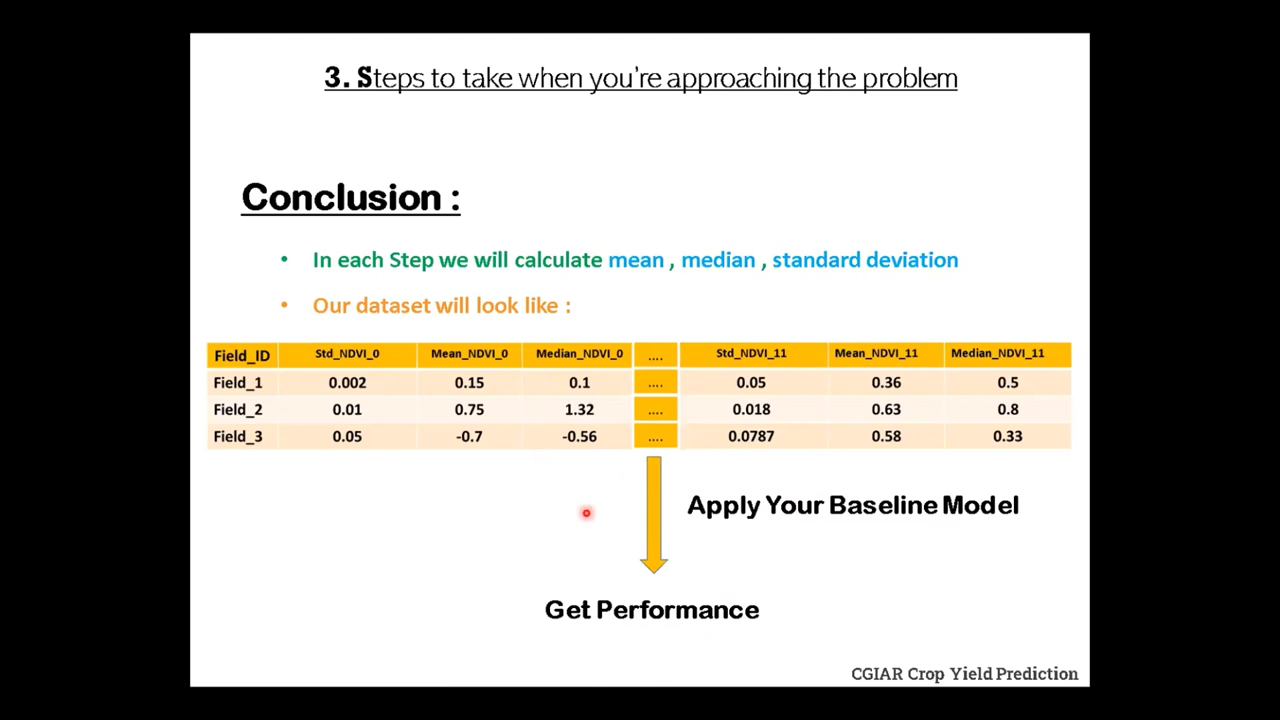 3. Steps to take when you're approaching the problem
Conclusion :
• In each Step we will calculate mean , median , standard deviation
• Our dataset will look like :
Field_ID Std_NDVI_0 Mean_NDVI_0 Median_NDVI_0 .... Std_NDVI_11 Mean_NDVI_11 Median_NDVI_11
Field_1 0.002 0.15 0.1 .... 0.05 0.36 0.5
Field_2 0.01 0.75 1.32 .... 0.018 0.63 0.8
Field_3 0.05 -0.7 -0.56 .... 0.0787 0.58 0.33
Apply Your Baseline Model
Get Performance
CGIAR Crop Yield Prediction